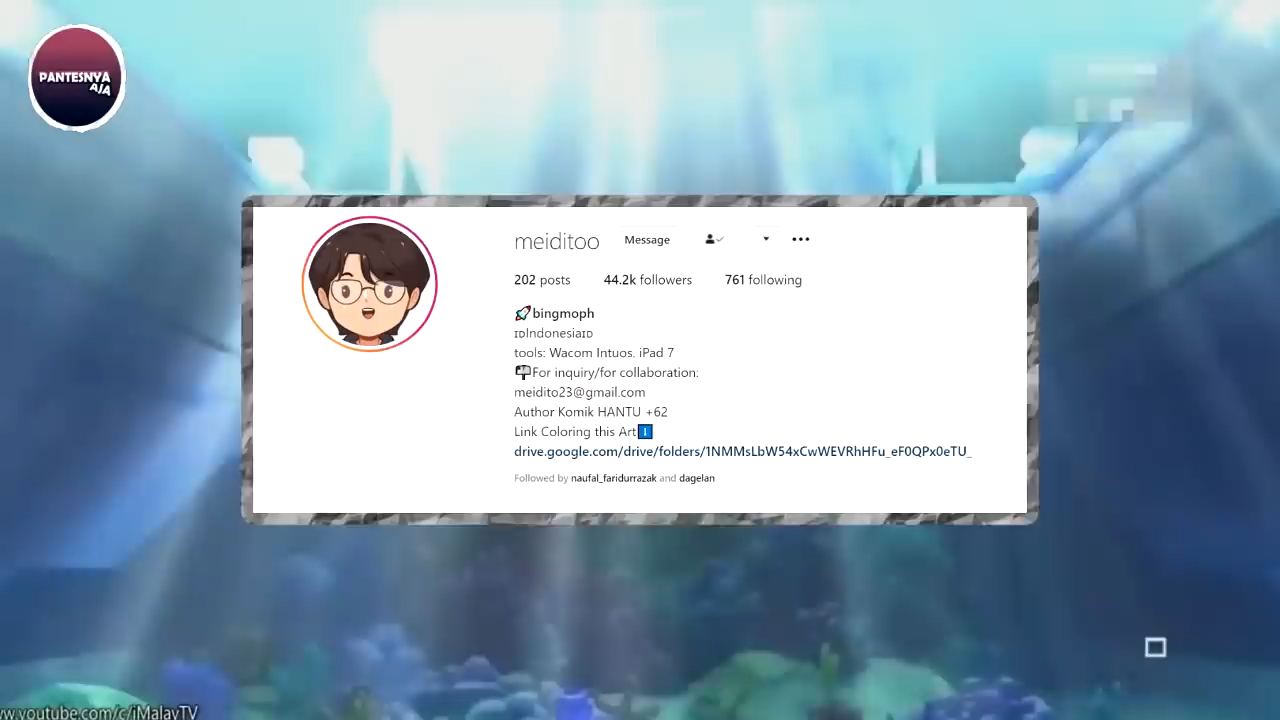 PANTESNYA
AJA
meiditoo Message
202 posts 44.2k followers 761 following
🚀bingmoph
ɪᴅIndonesiaɪᴅ
tools: Wacom Intuos. iPad 7
📬For inquiry/for collaboration:
meidito23@gmail.com
Author Komik HANTU +62
Link Coloring this Art⬇️
drive.google.com/drive/folders/1NMMsLbW54xCwWEVRhHFu_eF0QPx0eTU_
Followed by naufal_faridurrazak and dagelan
w.youtube.com/c/iMalayTV